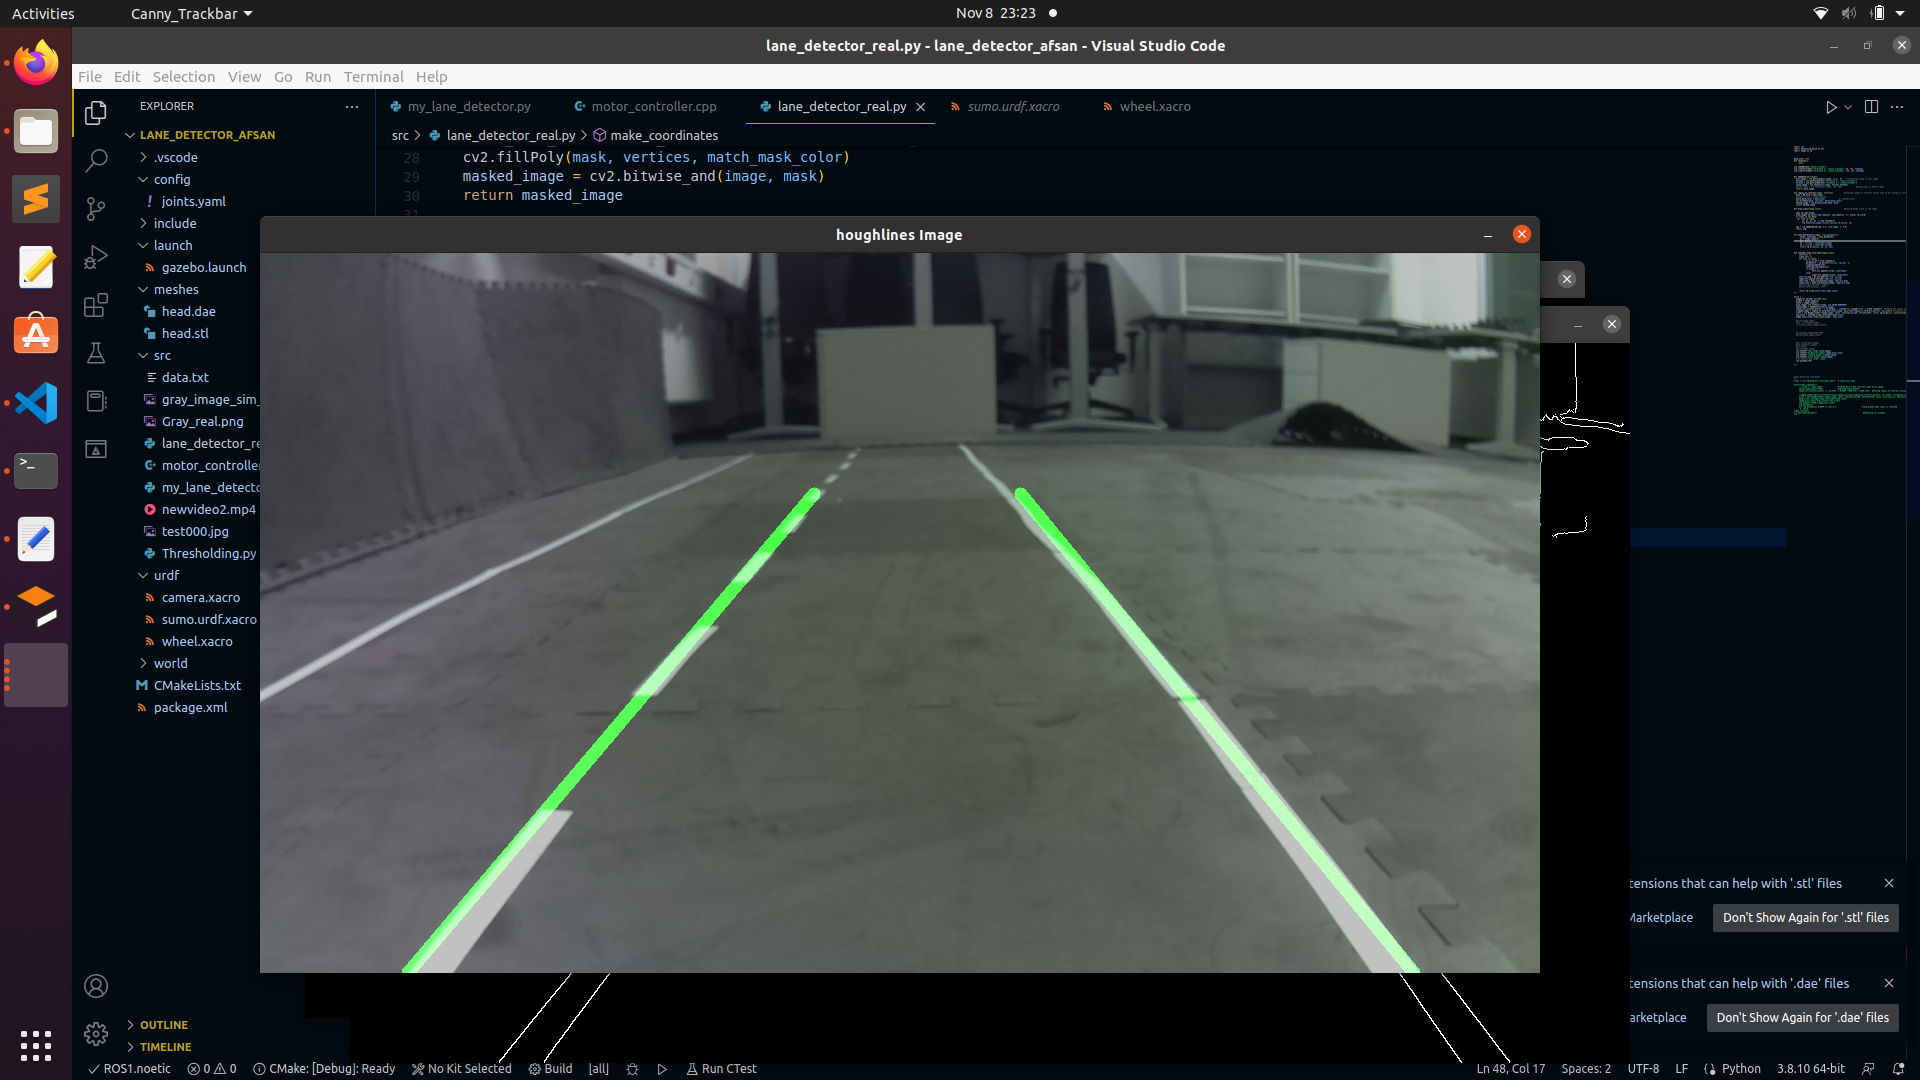 Activities
Canny_Trackbar
Nov 8 23:23
lane_detector_real.py - lane_detector_afsan - Visual Studio Code
File Edit Selection View Go Run Terminal Help
EXPLORER
my_lane_detector.py
motor_controller.cpp
lane_detector_real.py
sumo.urdf.xacro
wheel.xacro
LANE_DETECTOR_AFSAN
src > lane_detector_real.py > make_coordinates
.vscode
config
joints.yaml
include
launch
gazebo.launch
meshes
head.dae
head.stl
src
data.txt
gray_image_sim_
Gray_real.png
lane_detector_re
motor_controlle
my_lane_detecto
newvideo2.mp4
test000.jpg
Thresholding.py
urdf
camera.xacro
sumo.urdf.xacro
wheel.xacro
world
CMakeLists.txt
package.xml
28 cv2.fillPoly(mask, vertices, match_mask_color)
29 masked_image = cv2.bitwise_and(image, mask)
30 return masked_image
31
houghlines Image
tensions that can help with '.stl' files
Marketplace
Don't Show Again for '.stl' files
tensions that can help with '.dae' files
arketplace
Don't Show Again for '.dae' files
OUTLINE
TIMELINE
ROS1.noetic
0 0
CMake: [Debug]: Ready
No Kit Selected
Build
[all]
Run CTest
Ln 48, Col 17
Spaces: 2
UTF-8
LF
Python
3.8.10 64-bit